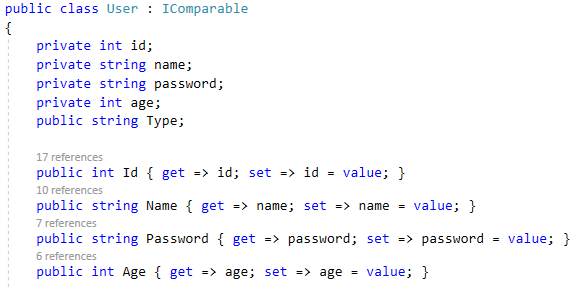 public class User : IComparable
{
private int id;
private string name;
private string password;
private int age;
public string Type;
17 references
public int Id { get => id; set => id = value; }
10 references
public string Name { get => name; set => name = value; }
7 references
public string Password { get => password; set => password = value; }
6 references
public int Age { get => age; set => age = value; }